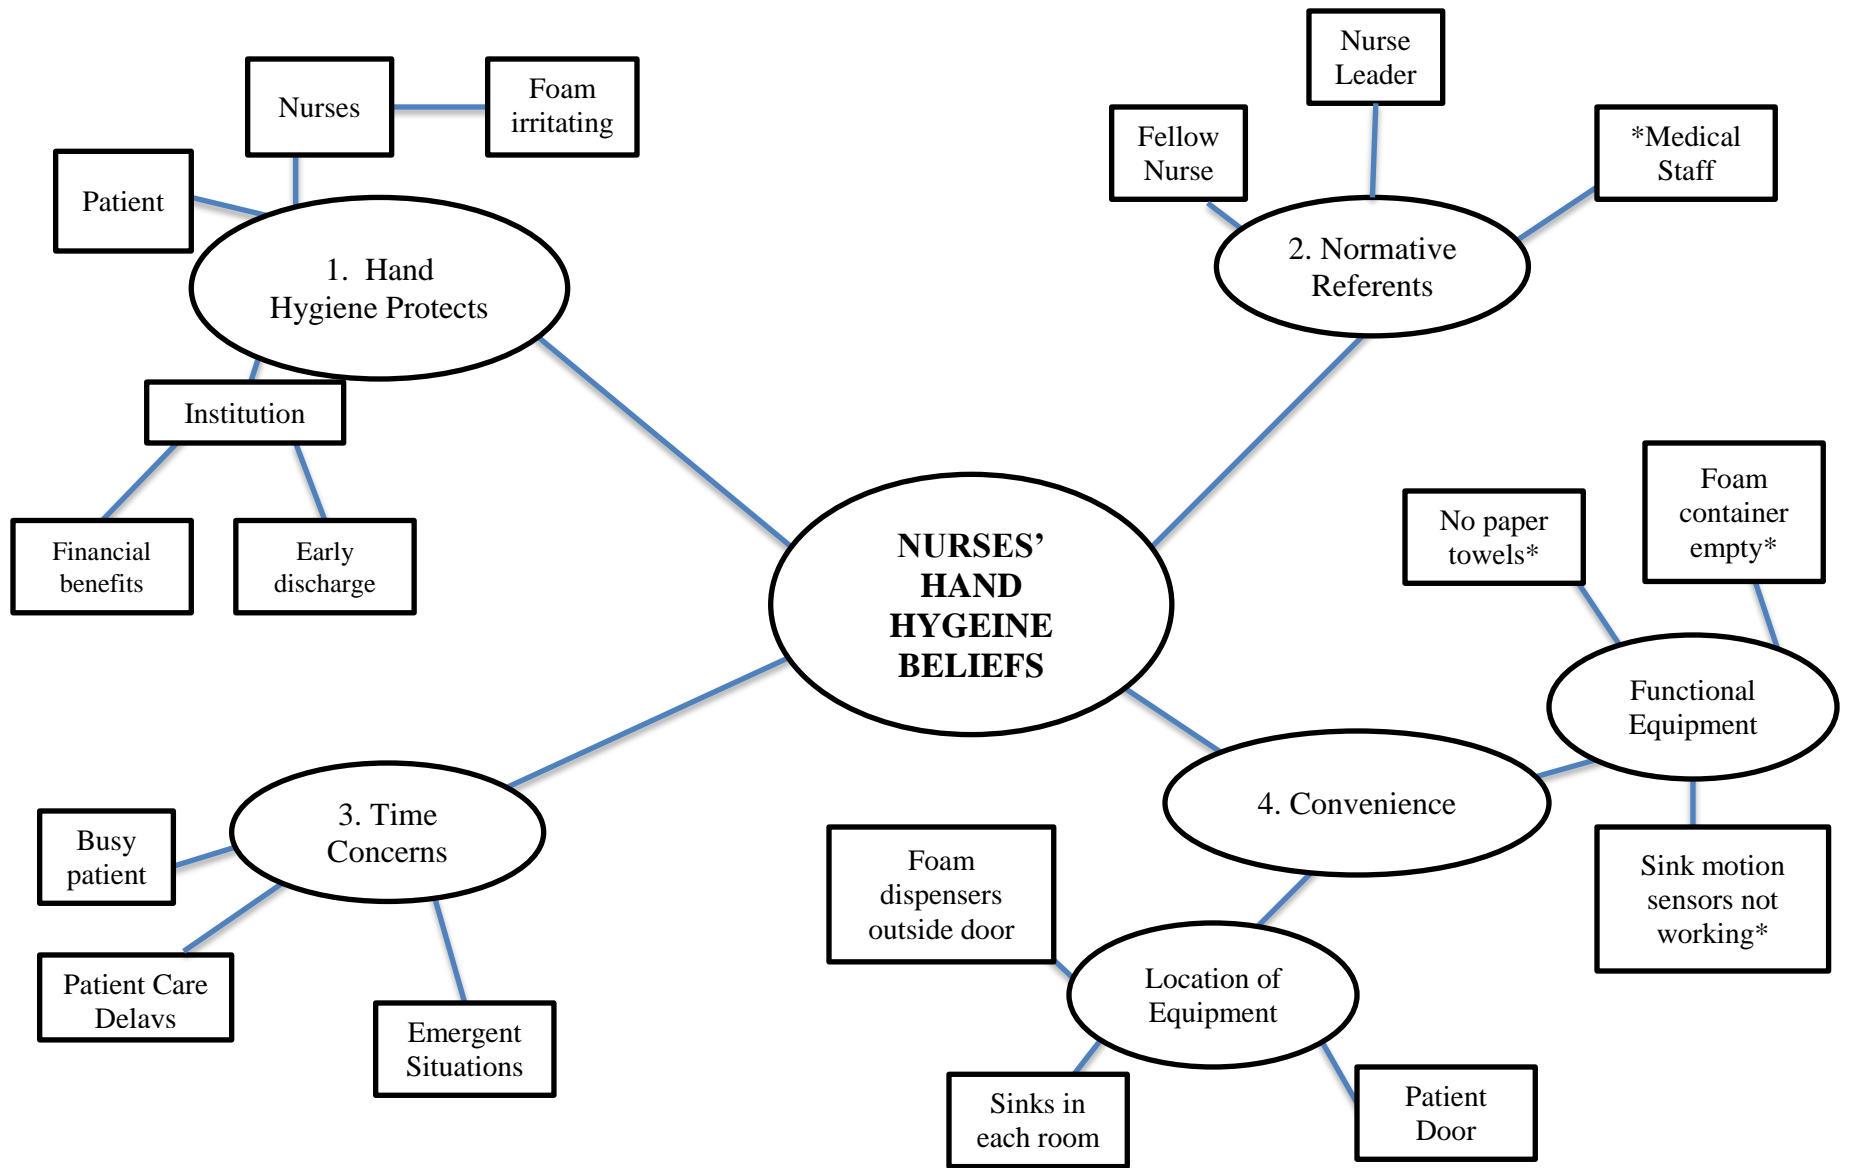 Nurse
Leader
Nurses
Foam
irritating
Fellow
Nurse
*Medical
Staff
Patient
1. Hand
Hygiene Protects
2. Normative
Referents
Institution
Financial
benefits
Early
discharge
NURSES’
HAND
HYGEINE
BELIEFS
No paper
towels*
Foam
container
empty*
Functional
Equipment
3. Time
Concerns
4. Convenience
Busy
patient
Patient Care
Delays
Emergent
Situations
Foam
dispensers
outside door
Sink motion
sensors not
working*
Location of
Equipment
Sinks in
each room
Patient
Door